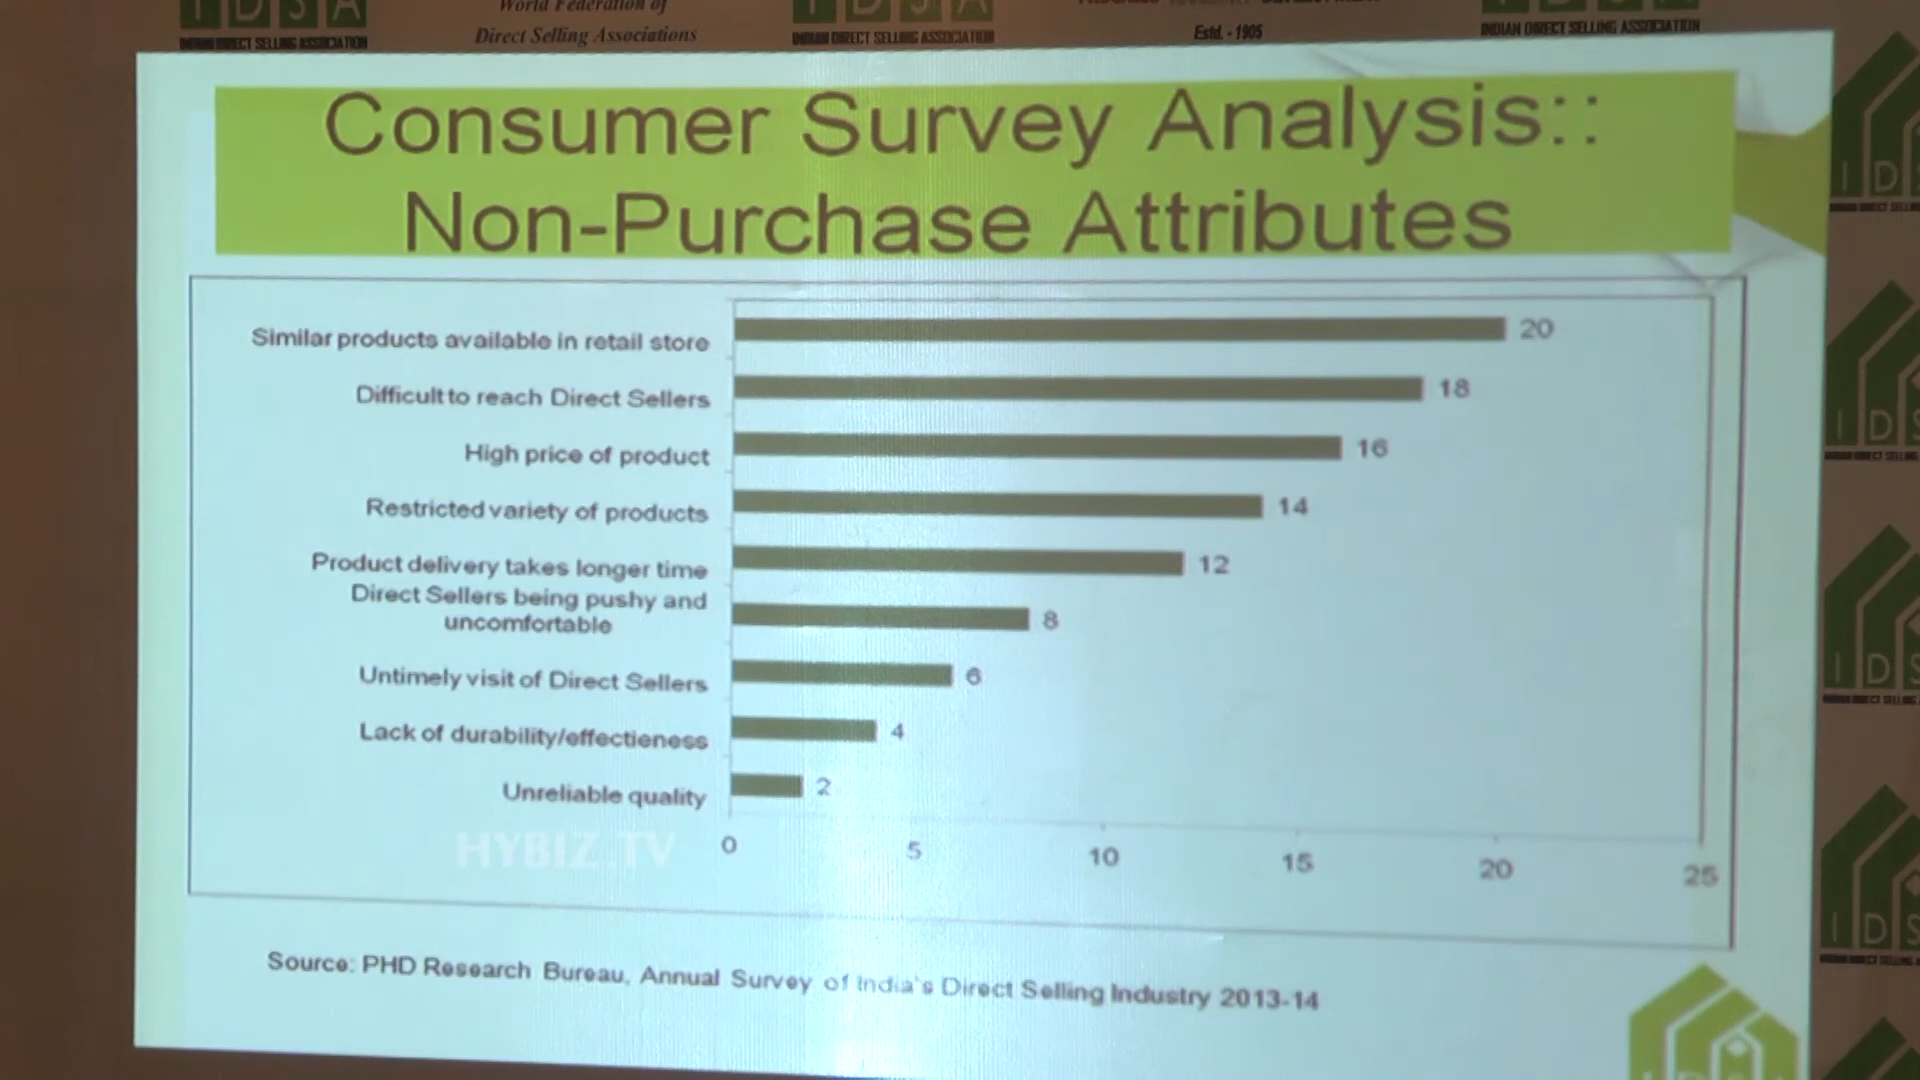 IDSA
World Federation of
IDSA
Direct Selling Associations
INDIAN DIRECT SELLING ASSOCIATION
INDIAN DIRECT SELLING ASSOCIATION
Estd. - 1905
INDIAN DIRECT SELLING ASSOCIATION
Consumer Survey Analysis::
Non-Purchase Attributes
Similar products available in retail store 20
Difficult to reach Direct Sellers 18
High price of product 16
Restricted variety of products 14
Product delivery takes longer time 12
Direct Sellers being pushy and
uncomfortable 8
Untimely visit of Direct Sellers 6
Lack of durability/effectieness 4
Unreliable quality 2
HYBIZ.TV
0 5 10 15 20 25
Source: PHD Research Bureau, Annual Survey of India's Direct Selling Industry 2013-14